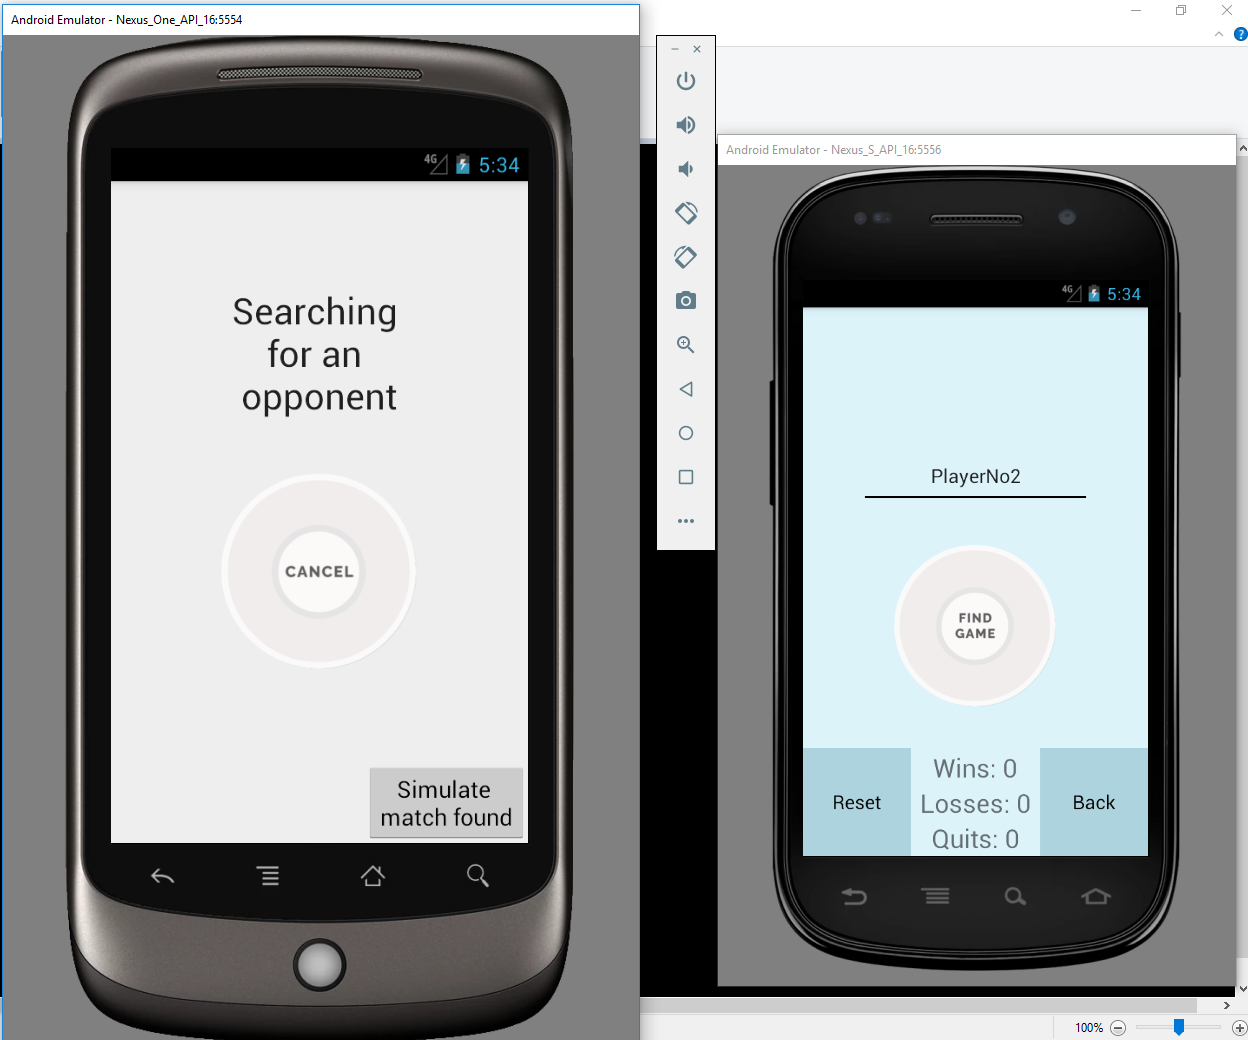 Android Emulator - Nexus_One_API_16:5554
4G 5:34
Searching
for an
opponent
CANCEL
Simulate
match found
Android Emulator - Nexus_S_API_16:5556
4G 5:34
PlayerNo2
FIND
GAME
Reset
Wins: 0
Losses: 0
Quits: 0
Back
?
100%